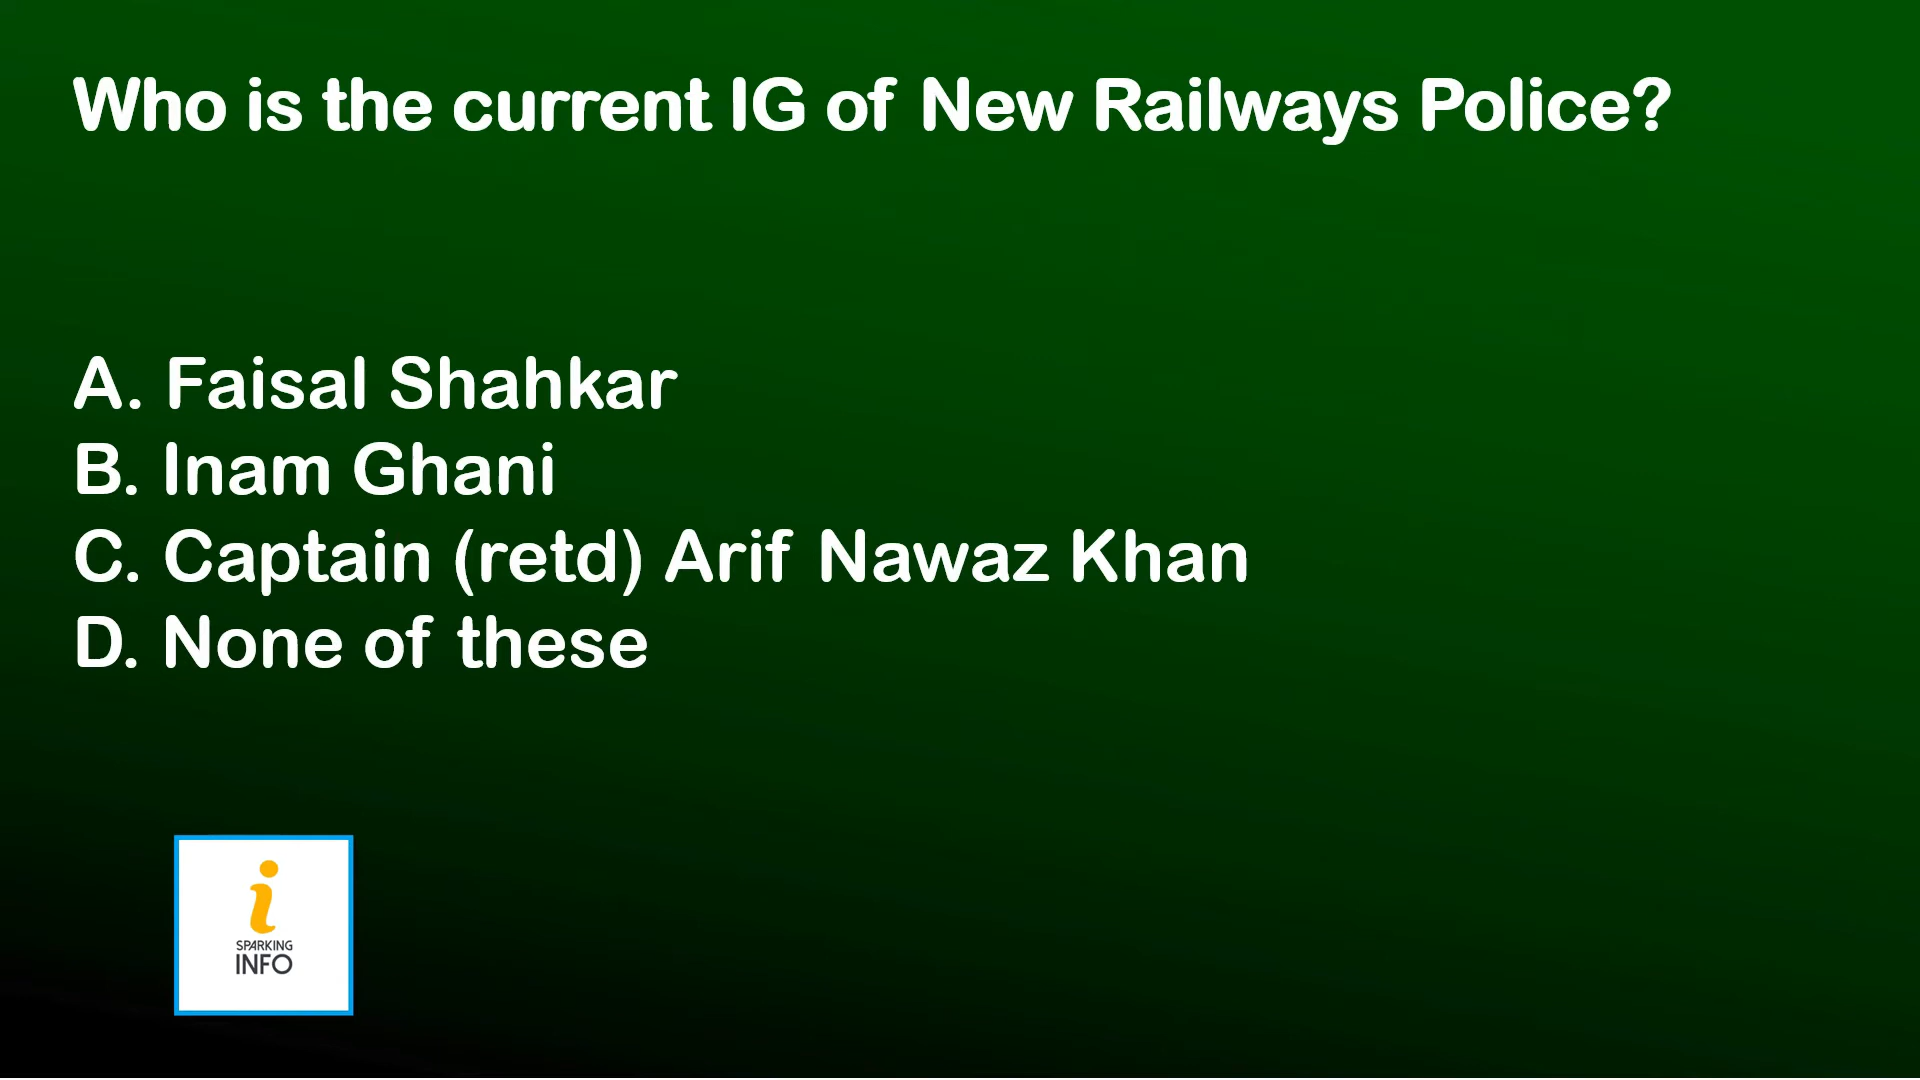 Who is the current IG of New Railways Police?
A. Faisal Shahkar
B. Inam Ghani
C. Captain (retd) Arif Nawaz Khan
D. None of these
i
SPARKING
INFO